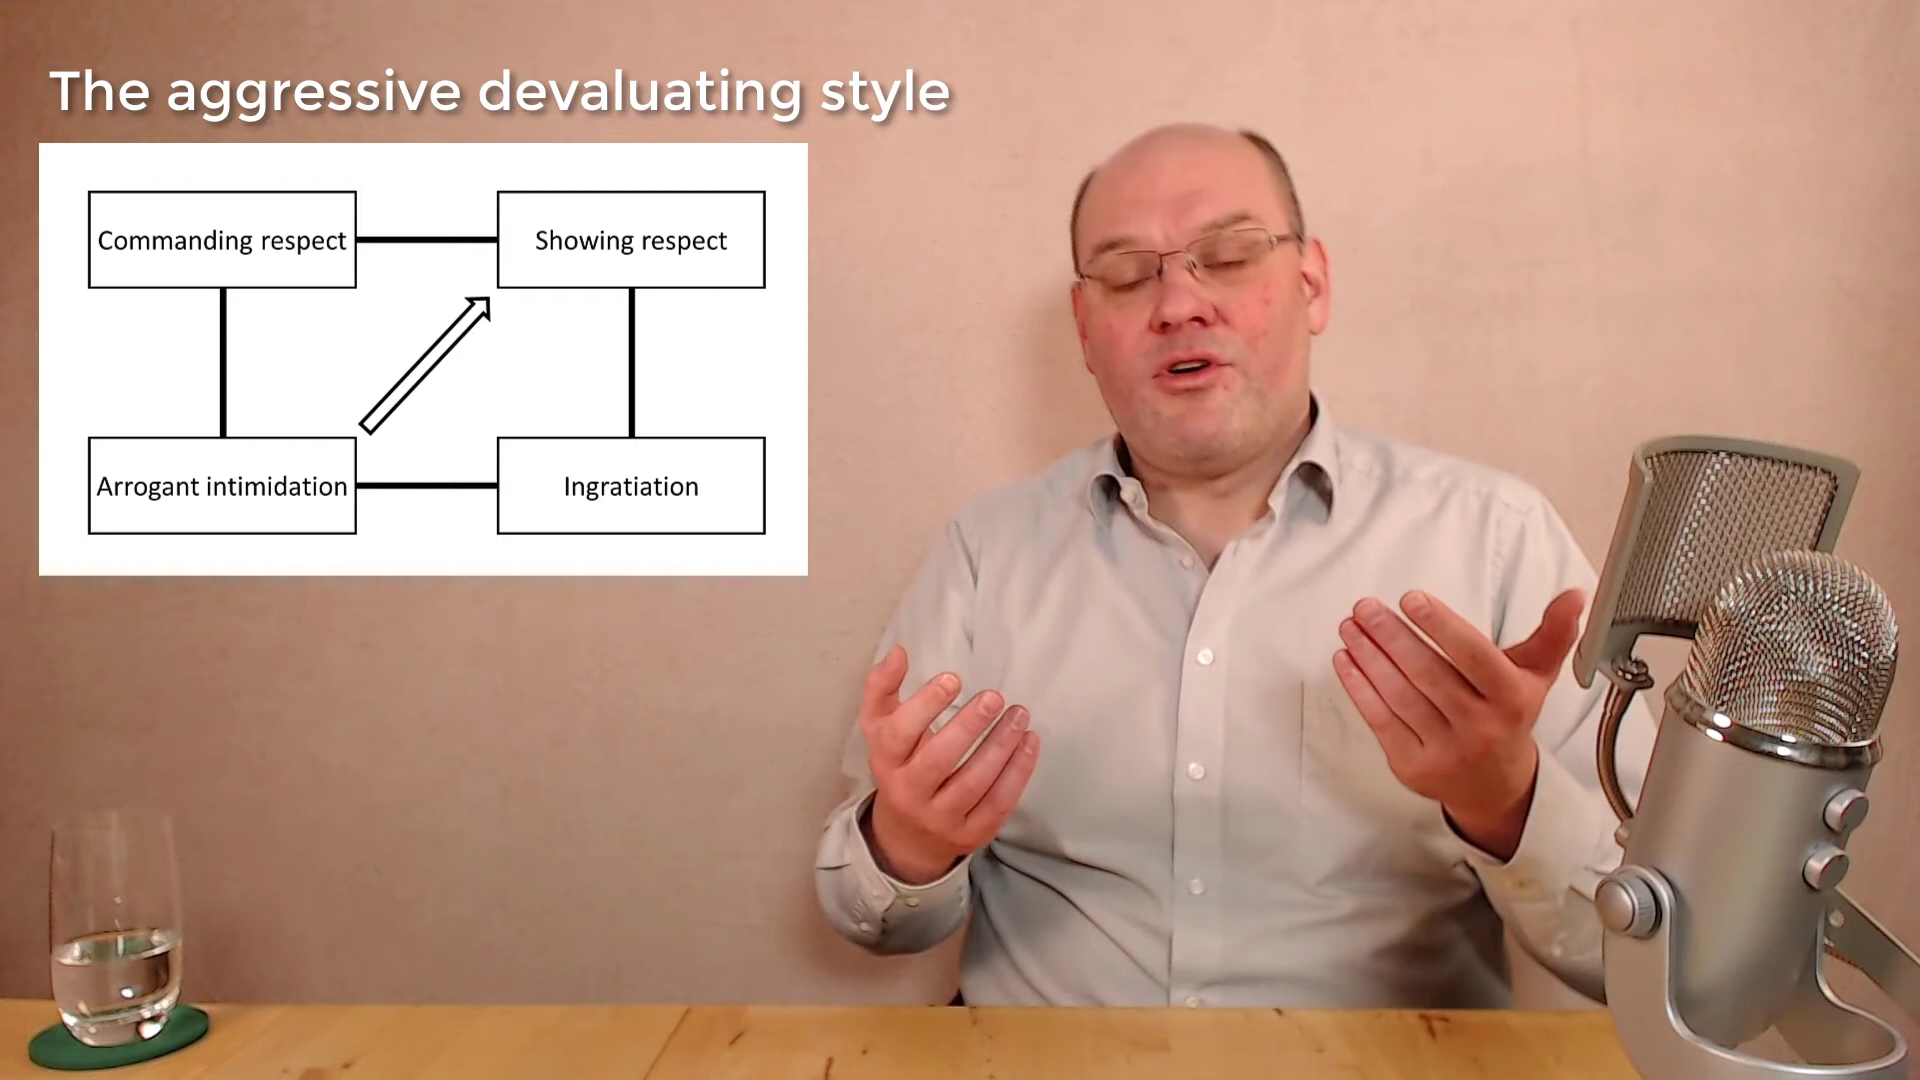 The aggressive devaluating style
Commanding respect
Showing respect
Arrogant intimidation
Ingratiation